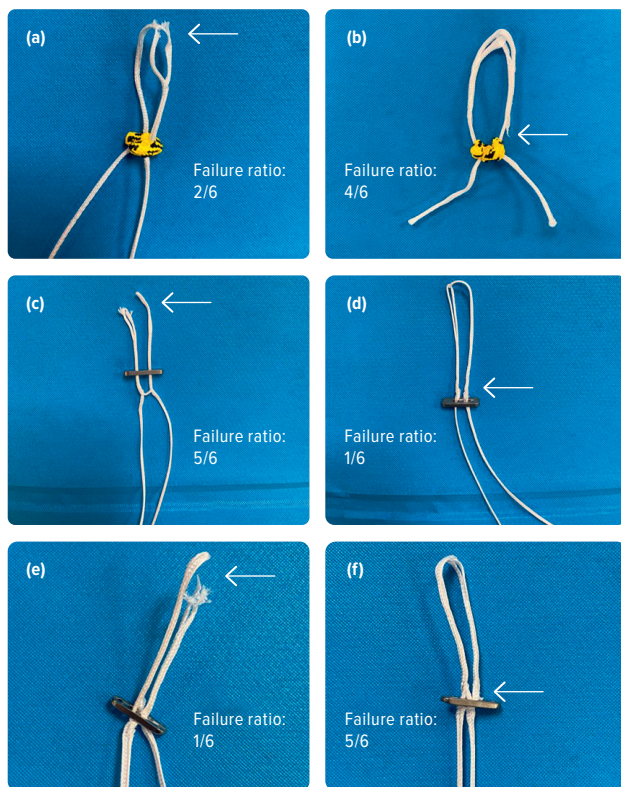 (a)
Failure ratio:
2/6
(b)
Failure ratio:
4/6
(c)
Failure ratio:
5/6
(d)
Failure ratio:
1/6
(e)
Failure ratio:
1/6
(f)
Failure ratio:
5/6